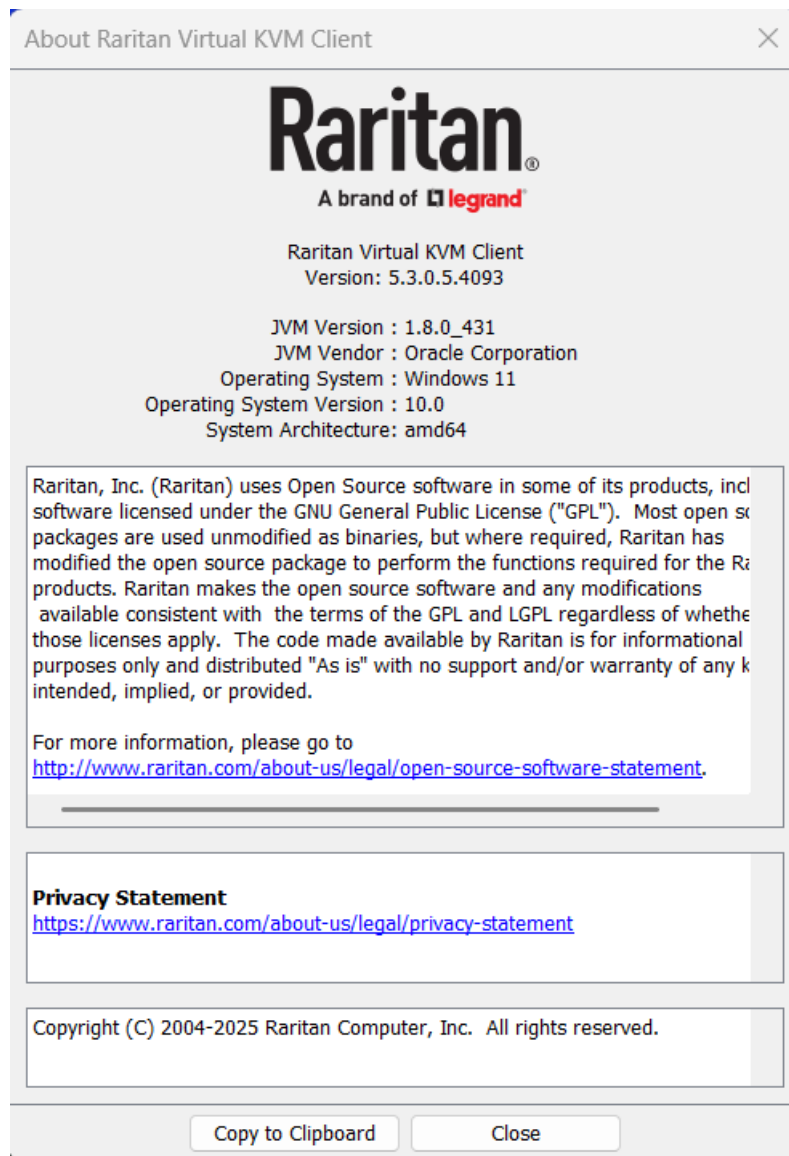 About Raritan Virtual KVM Client
Raritan®
A brand of legrand®
Raritan Virtual KVM Client
Version: 5.3.0.5.4093
JVM Version : 1.8.0_431
JVM Vendor : Oracle Corporation
Operating System : Windows 11
Operating System Version : 10.0
System Architecture: amd64
Raritan, Inc. (Raritan) uses Open Source software in some of its products, incl
software licensed under the GNU General Public License ("GPL").  Most open so
packages are used unmodified as binaries, but where required, Raritan has
modified the open source package to perform the functions required for the Ra
products. Raritan makes the open source software and any modifications
available consistent with  the terms of the GPL and LGPL regardless of whethe
those licenses apply.  The code made available by Raritan is for informational
purposes only and distributed "As is" with no support and/or warranty of any k
intended, implied, or provided.
For more information, please go to
http://www.raritan.com/about-us/legal/open-source-software-statement.
Privacy Statement
https://www.raritan.com/about-us/legal/privacy-statement
Copyright (C) 2004-2025 Raritan Computer, Inc.  All rights reserved.
Copy to Clipboard
Close